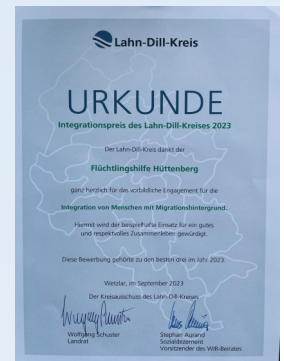 Lahn-Dill-Kreis
URKUNDE
Integrationspreis des Lahn-Dill-Kreises 2023
Der Lahn-Dill-Kreis dankt der
Flüchtlingshilfe Hüttenberg
ganz herzlich für das vorbildliche Engagement für die
Integration von Menschen mit Migrationshintergrund.
Hiermit wird der beispielhafte Einsatz für ein gutes
und respektvolles Zusammenleben gewürdigt.
Diese Bewerbung gehörte zu den besten drei im Jahr 2023.
Wetzlar, im September 2023
Der Kreisausschuss des Lahn-Dill-Kreises
Wolfgang Schuster
Landrat
Stephan Aurand
Sozialdezernent
Vorsitzender des WIR-Beirates